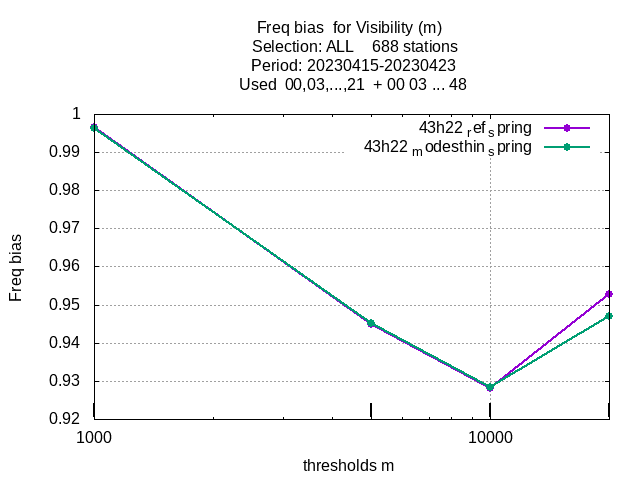 Freq bias  for Visibility (m)
Selection: ALL    688 stations
Period: 20230415-20230423
Used  00,03,...,21  + 00 03 ... 48
43h22 ref spring
43h22 modesthin spring
1
0.99
0.98
0.97
0.96
0.95
0.94
0.93
0.92
Freq bias
1000
10000
thresholds m